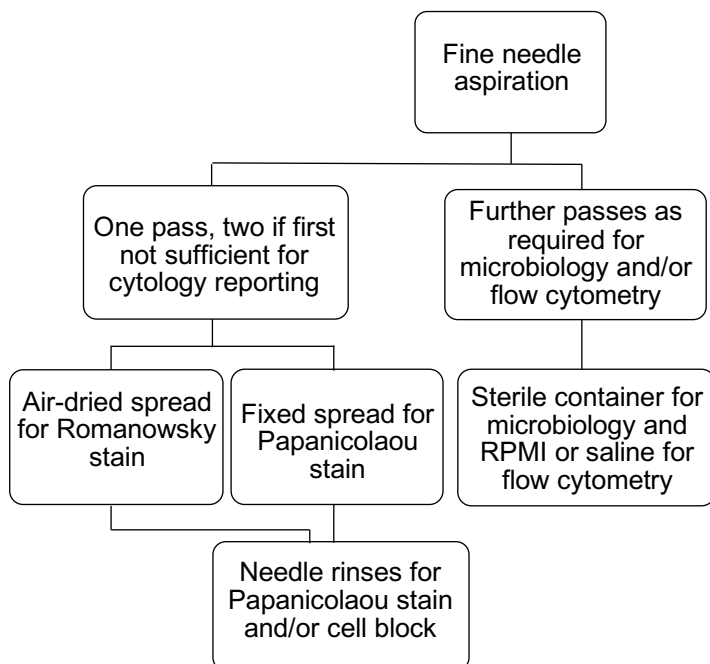 Fine needle
aspiration
One pass, two if first
not sufficient for
cytology reporting
Further passes as
required for
microbiology and/or
flow cytometry
Air-dried spread
for Romanowsky
stain
Fixed spread for
Papanicolaou
stain
Sterile container for
microbiology and
RPMI or saline for
flow cytometry
Needle rinses for
Papanicolaou stain
and/or cell block